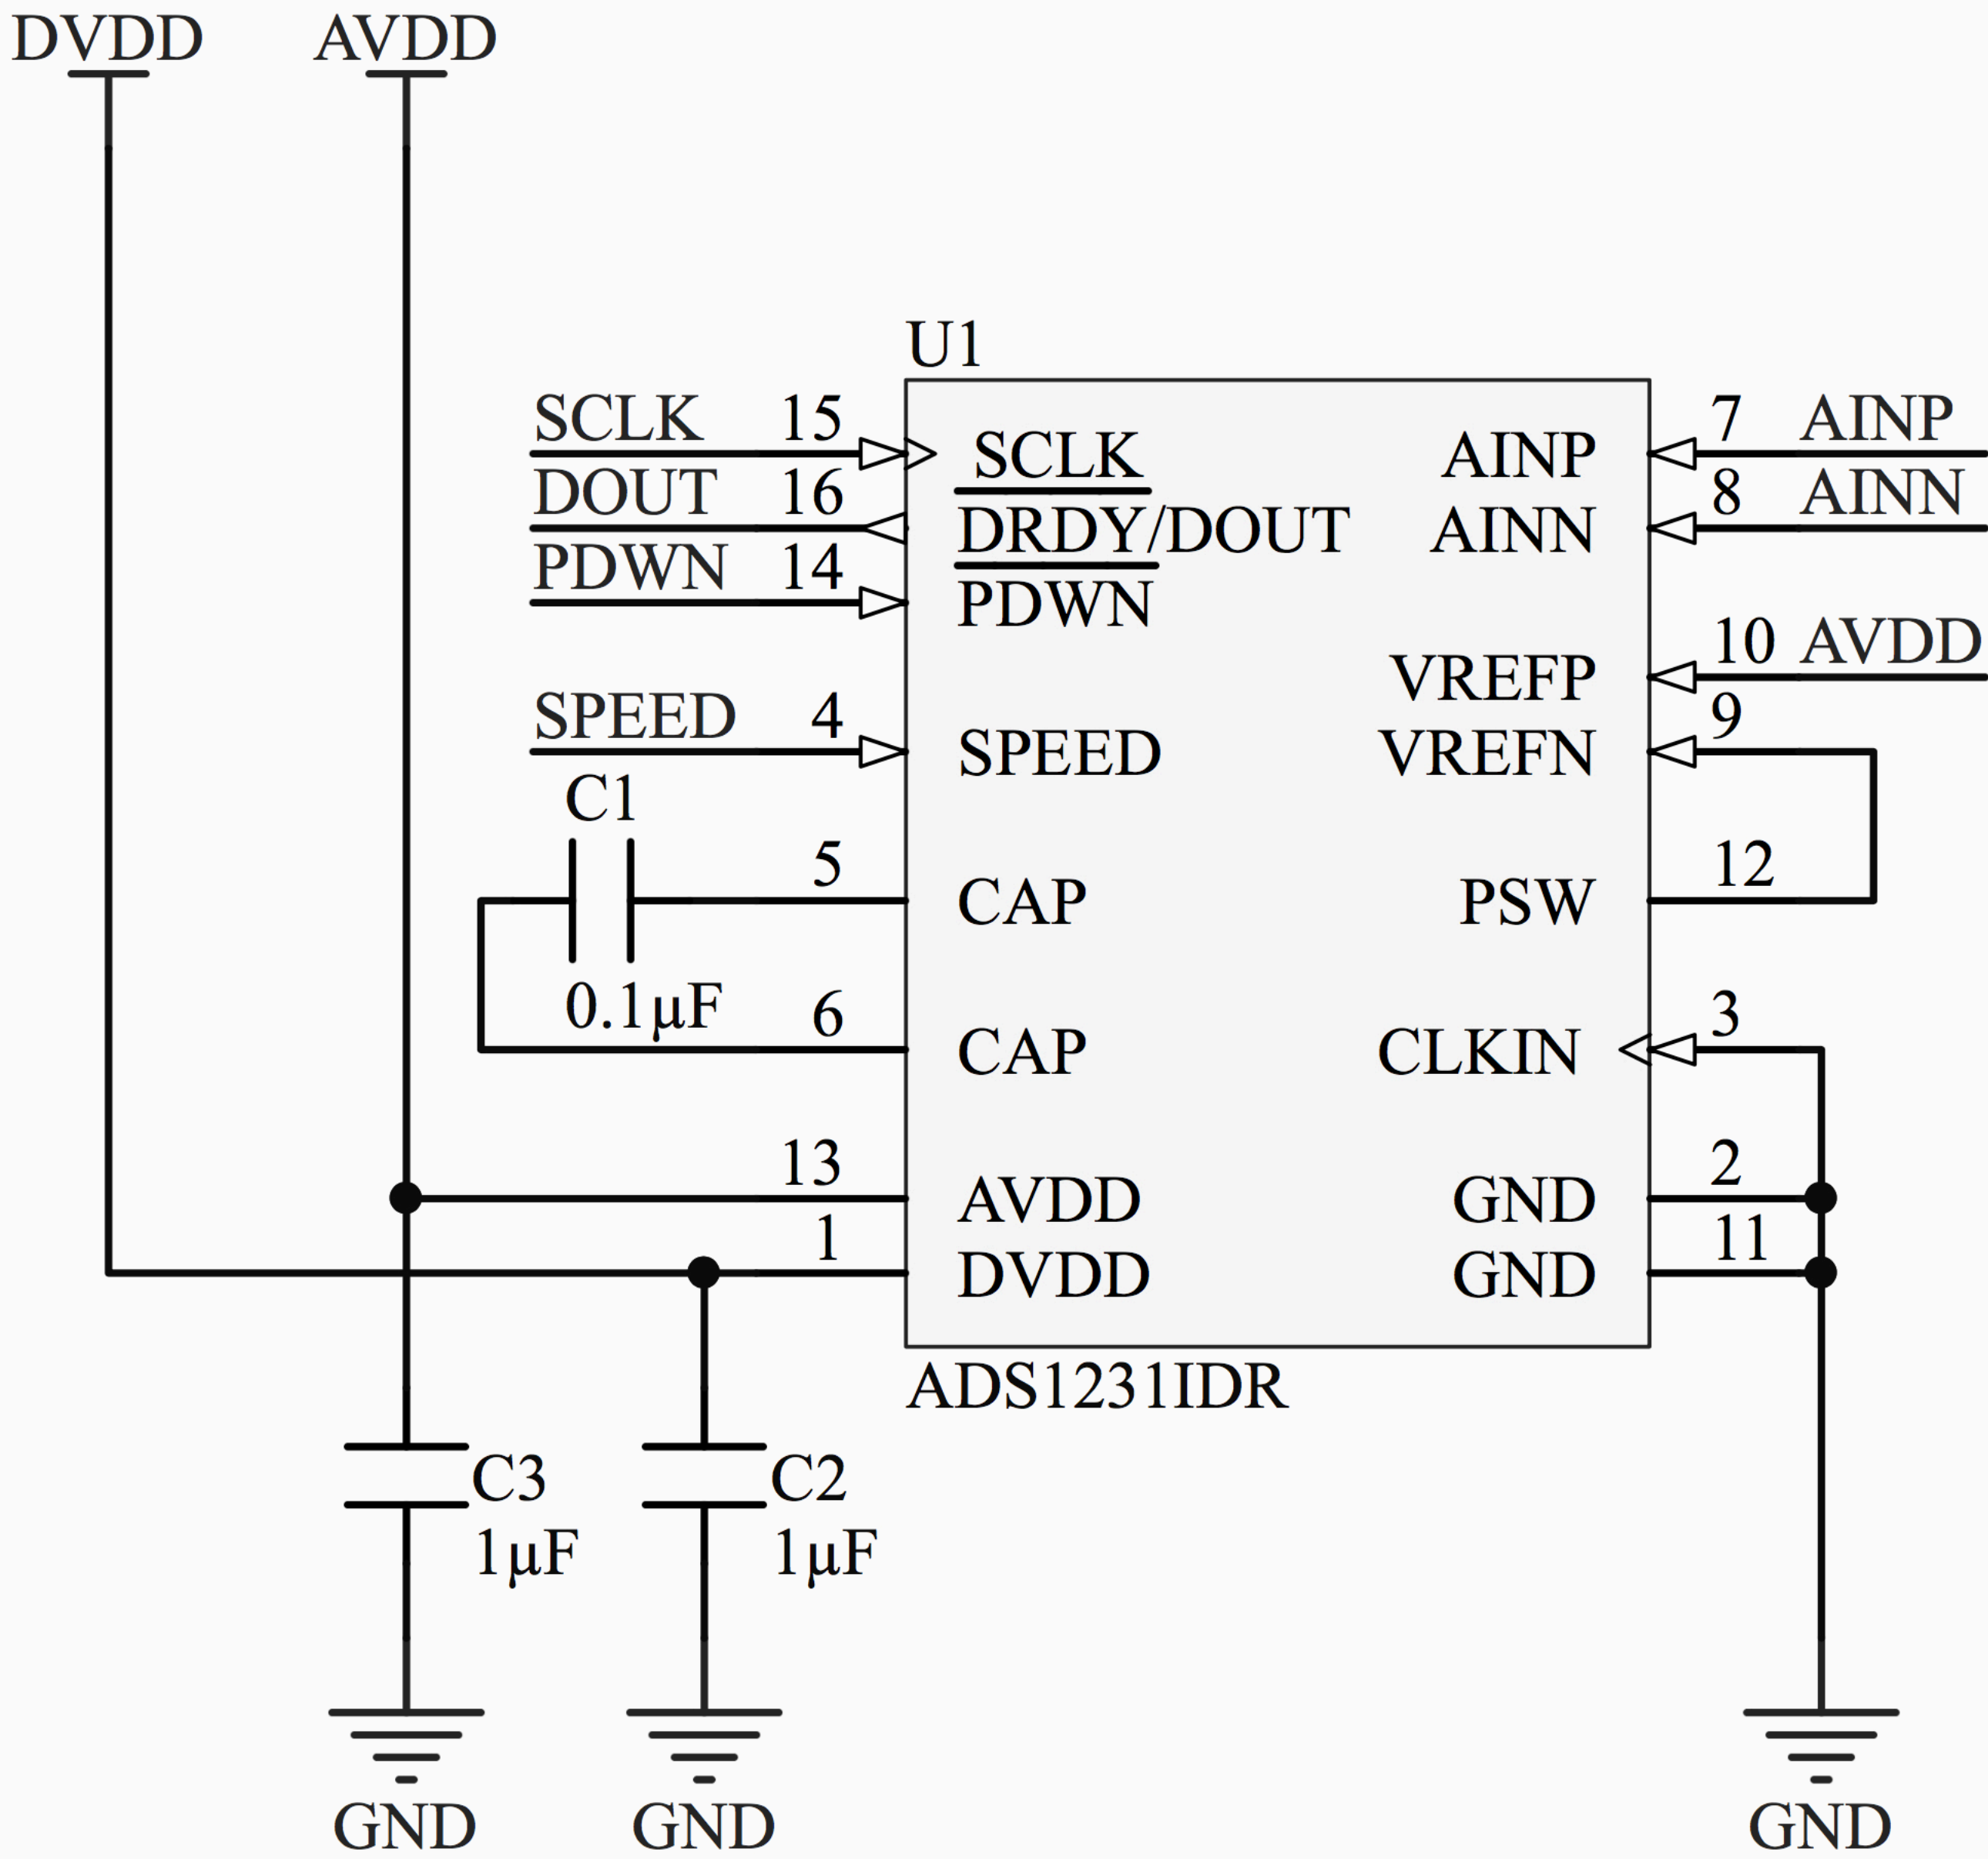 DVDD AVDD
U1
SCLK 15 SCLK AINP 7 AINP
DOUT 16 DRDY/DOUT AINN 8 AINN
PDWN 14 PDWN
VREFP 10 AVDD
SPEED 4 SPEED VREFN 9
C1
5 CAP PSW 12
0.1µF
6 CAP CLKIN 3
13 AVDD GND 2
1 DVDD GND 11
ADS1231IDR
C3 C2
1µF 1µF
GND GND GND